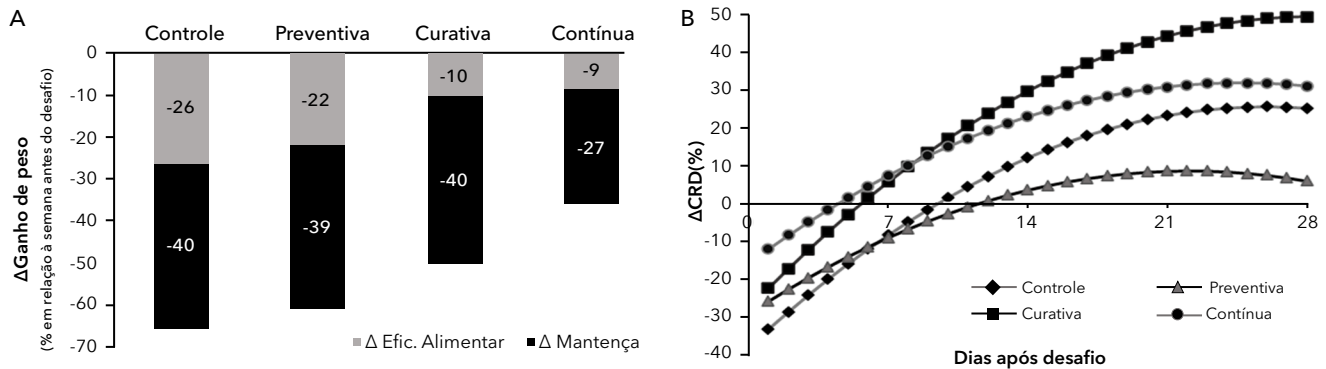 A
Controle
Preventiva
Curativa
Contínua
0
-10
-20
-30
-40
-50
-60
-70
ΔGanho de peso
(% em relação à semana antes do desafio)
-26
-22
-10
-9
-40
-39
-40
-27
Δ Efic. Alimentar
Δ Mantença
B
50
40
30
20
10
0
-10
-20
-30
-40
ΔCRD(%)
0
7
14
21
28
Controle
Preventiva
Curativa
Contínua
Dias após desafio